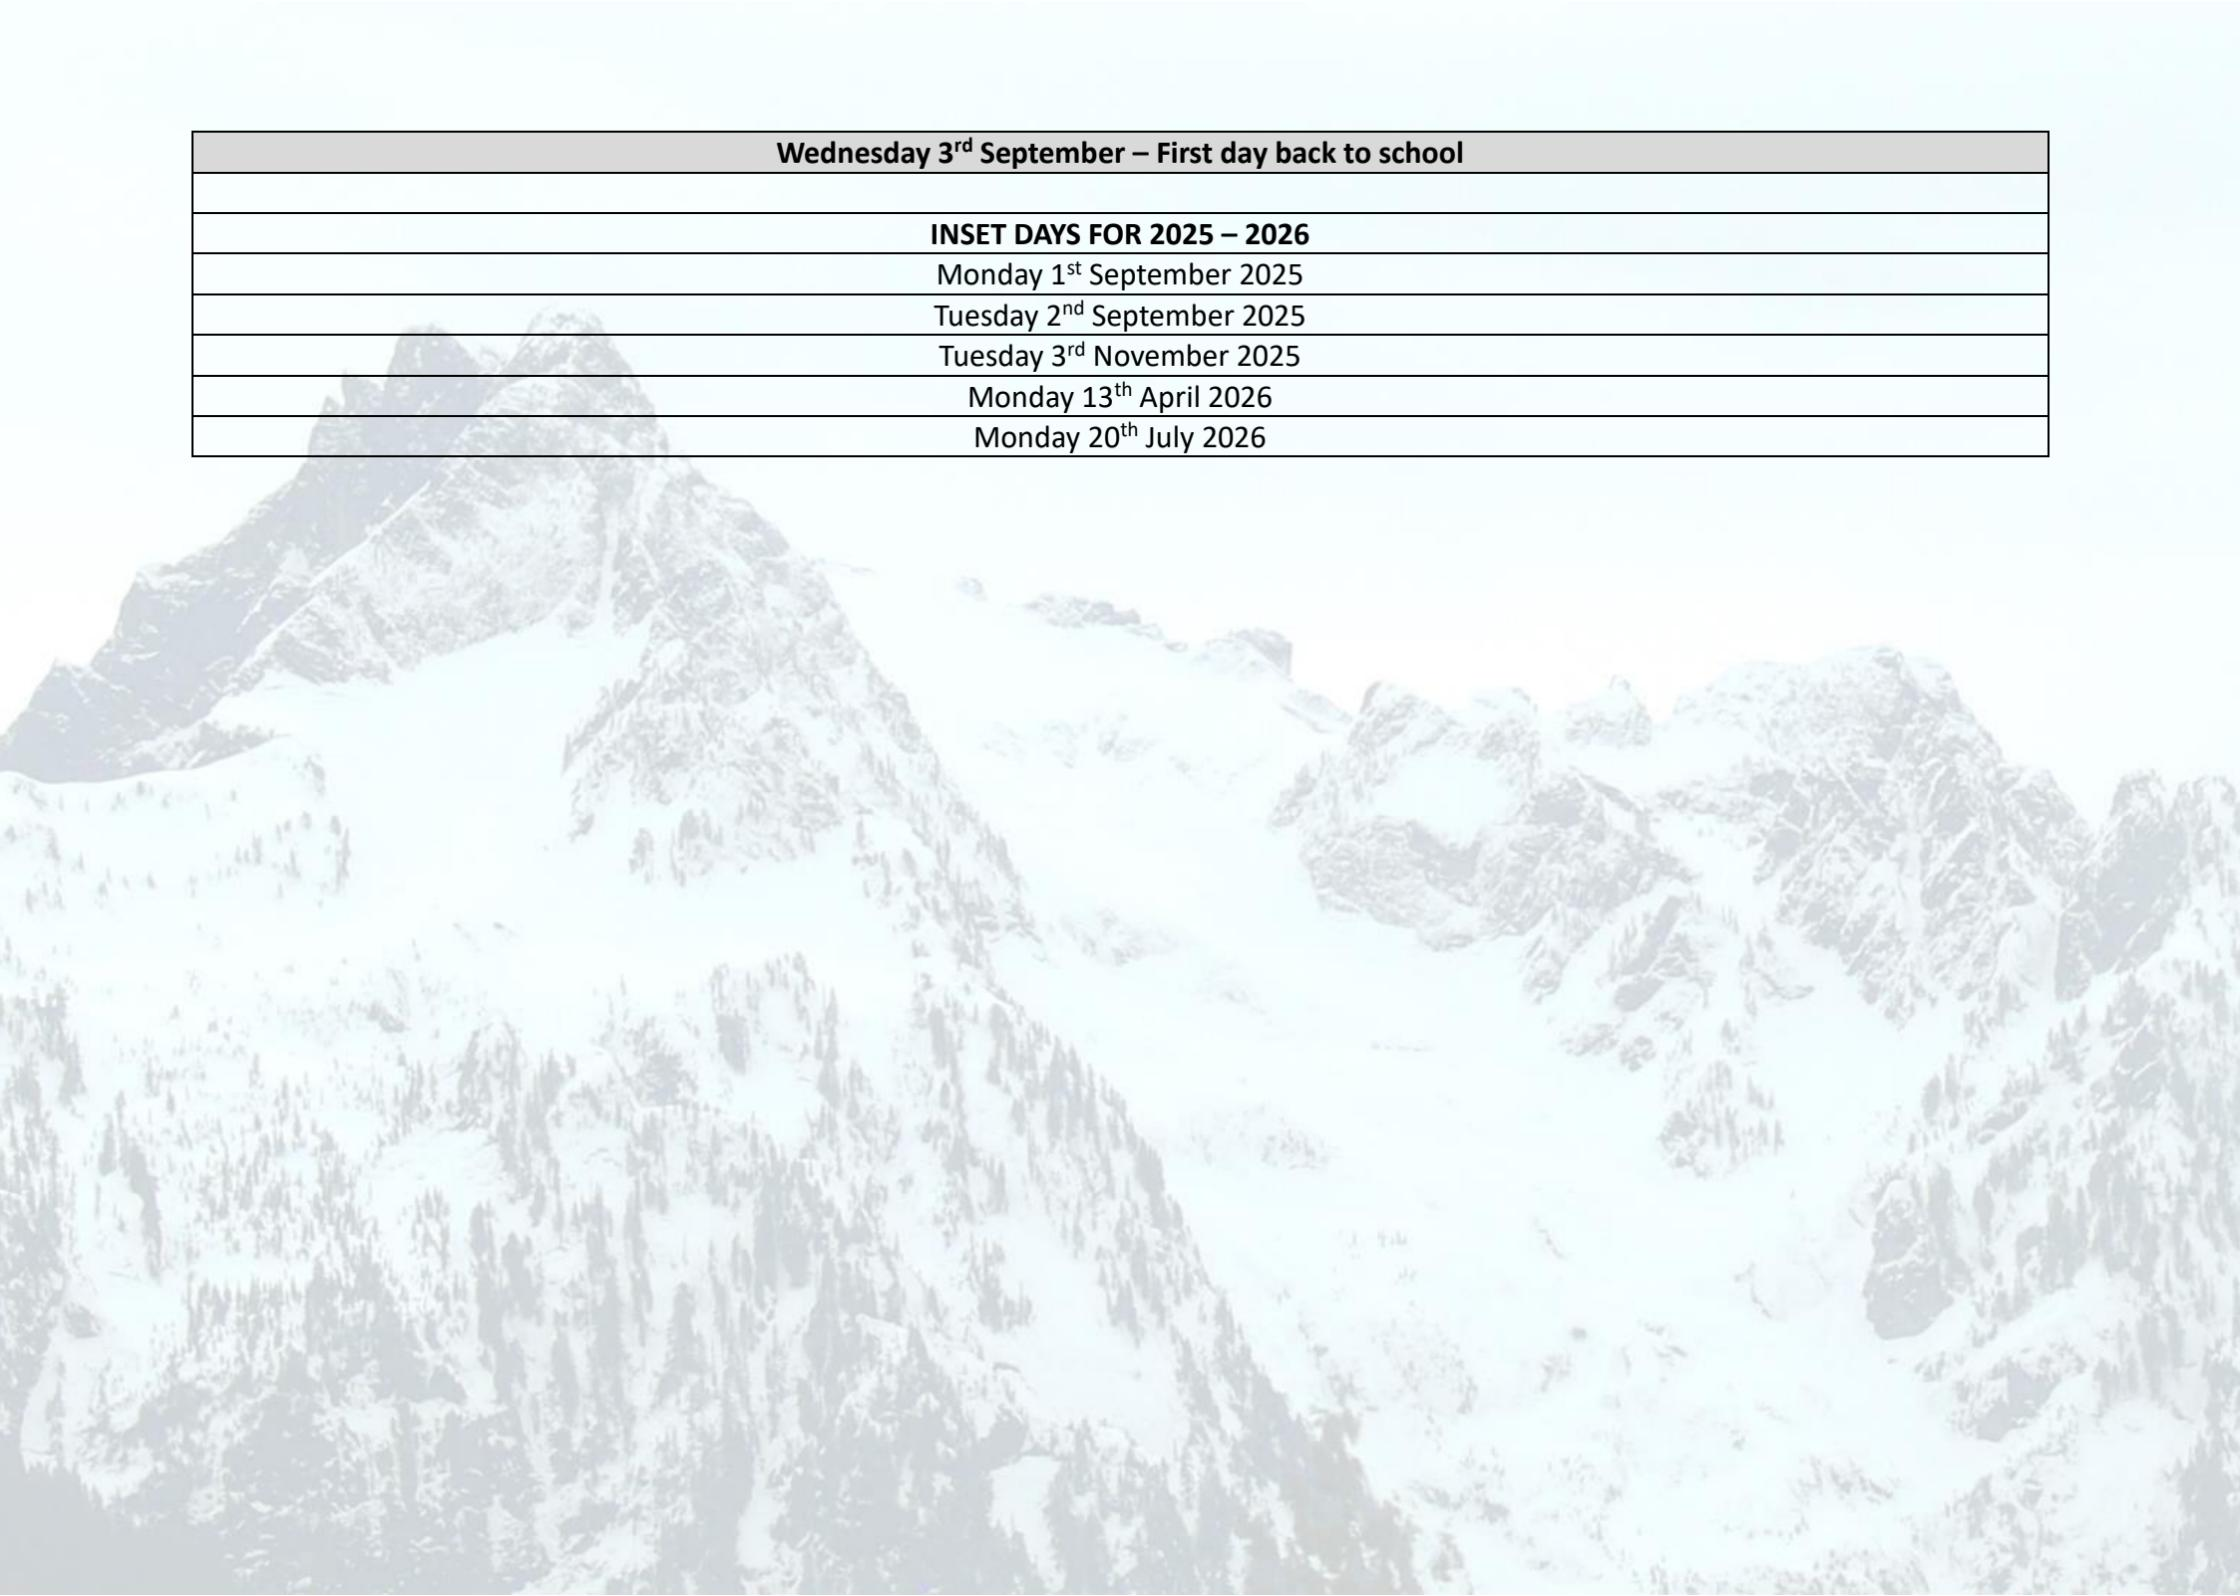 Wednesday 3rd September – First day back to school
INSET DAYS FOR 2025 – 2026
Monday 1st September 2025
Tuesday 2nd September 2025
Tuesday 3rd November 2025
Monday 13th April 2026
Monday 20th July 2026